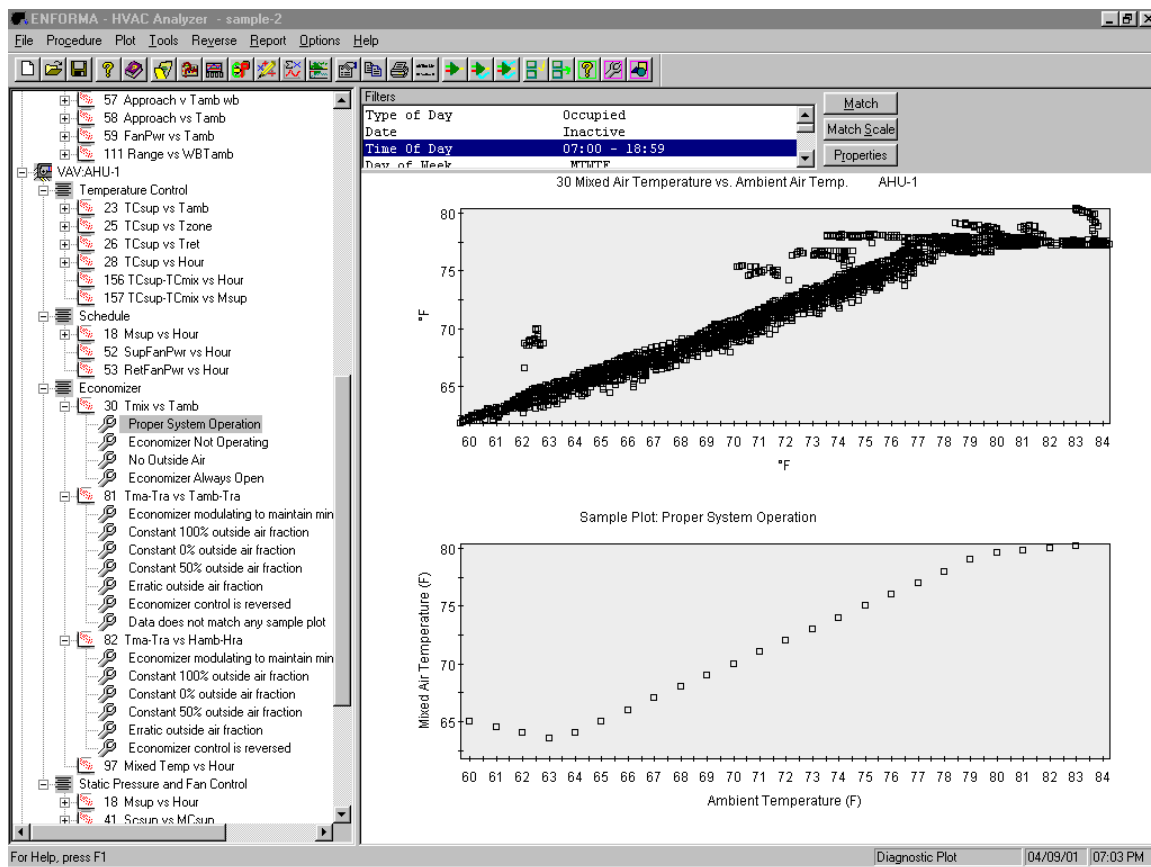 ENFORMA - HVAC Analyzer - sample-2
File Procedure Plot Tools Reverse Report Options Help
57 Approach v Tamb wb
58 Approach vs Tamb
59 FanPwr vs Tamb
111 Range vs WBTamb
VAV:AHU-1
Temperature Control
23 TCsup vs Tamb
25 TCsup vs Tzone
26 TCsup vs Tret
28 TCsup vs Hour
156 TCsup-TCmix vs Hour
157 TCsup-TCmix vs Msup
Schedule
18 Msup vs Hour
52 SupFanPwr vs Hour
53 RetFanPwr vs Hour
Economizer
30 Tmix vs Tamb
Proper System Operation
Economizer Not Operating
No Outside Air
Economizer Always Open
81 Tma-Tra vs Tamb-Tra
Economizer modulating to maintain min
Constant 100% outside air fraction
Constant 0% outside air fraction
Constant 50% outside air fraction
Erratic outside air fraction
Economizer control is reversed
Data does not match any sample plot
82 Tma-Tra vs Hamb-Hra
Economizer modulating to maintain min
Constant 100% outside air fraction
Constant 0% outside air fraction
Constant 50% outside air fraction
Erratic outside air fraction
Economizer control is reversed
97 Mixed Temp vs Hour
Static Pressure and Fan Control
18 Msup vs Hour
41 Scsup vs MCsup
Filters
Type of Day Occupied
Date Inactive
Time Of Day 07:00 - 18:59
Day of Week MTWTF
Match
Match Scale
Properties
30 Mixed Air Temperature vs. Ambient Air Temp. AHU-1
80
75
70
65
°F
60 61 62 63 64 65 66 67 68 69 70 71 72 73 74 75 76 77 78 79 80 81 82 83 84
°F
Sample Plot: Proper System Operation
80
75
70
65
Mixed Air Temperature (F)
60 61 62 63 64 65 66 67 68 69 70 71 72 73 74 75 76 77 78 79 80 81 82 83 84
Ambient Temperature (F)
For Help, press F1
Diagnostic Plot 04/09/01 07:03 PM